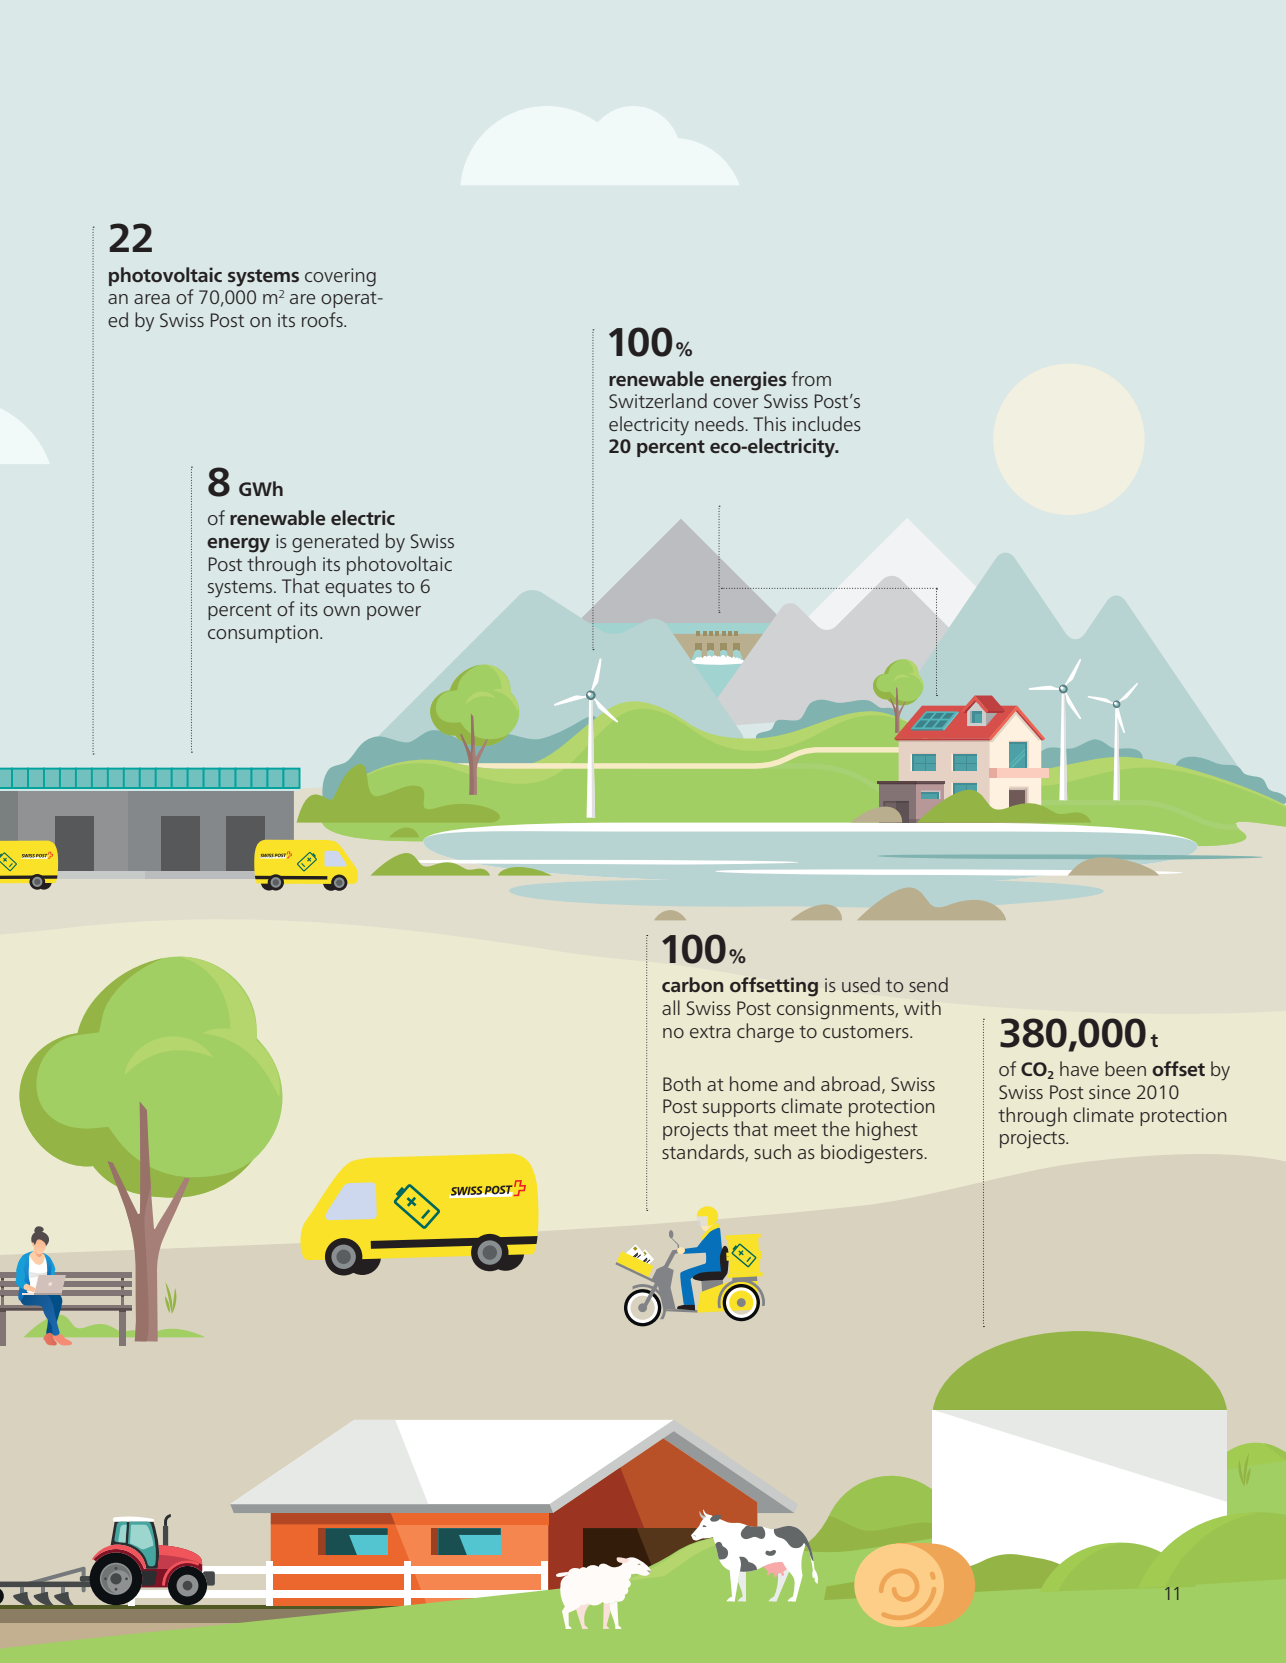 22
photovoltaic systems covering
an area of 70,000 m² are operat-
ed by Swiss Post on its roofs.
100%
renewable energies from
Switzerland cover Swiss Post’s
electricity needs. This includes
20 percent eco-electricity.
8 GWh
of renewable electric
energy is generated by Swiss
Post through its photovoltaic
systems. That equates to 6
percent of its own power
consumption.
SWISS POST
SWISS POST
100%
carbon offsetting is used to send
all Swiss Post consignments, with
no extra charge to customers.
Both at home and abroad, Swiss
Post supports climate protection
projects that meet the highest
standards, such as biodigesters.
380,000 t
of CO₂ have been offset by
Swiss Post since 2010
through climate protection
projects.
SWISS POST
11